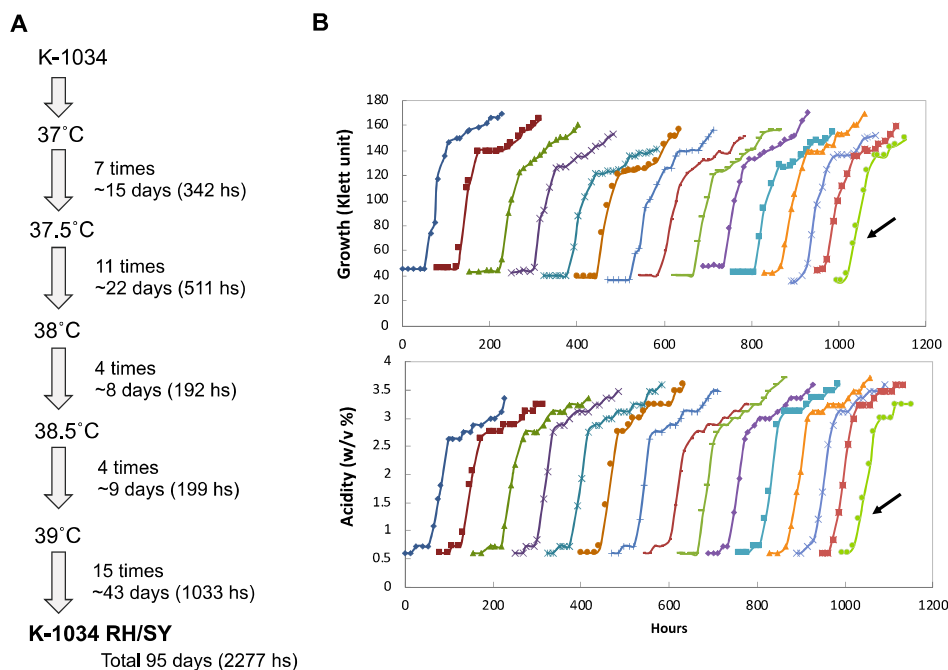 A
K-1034
37˚C
7 times
~15 days (342 hs)
37.5˚C
11 times
~22 days (511 hs)
38˚C
4 times
~8 days (192 hs)
38.5˚C
4 times
~9 days (199 hs)
39˚C
15 times
~43 days (1033 hs)
K-1034 RH/SY
Total 95 days (2277 hs)
B
Growth (Klett unit)
180
160
140
120
100
80
60
40
20
0
0 200 400 600 800 1000 1200
Acidity (w/v %)
4
3.5
3
2.5
2
1.5
1
0.5
0
0 200 400 600 800 1000 1200
Hours